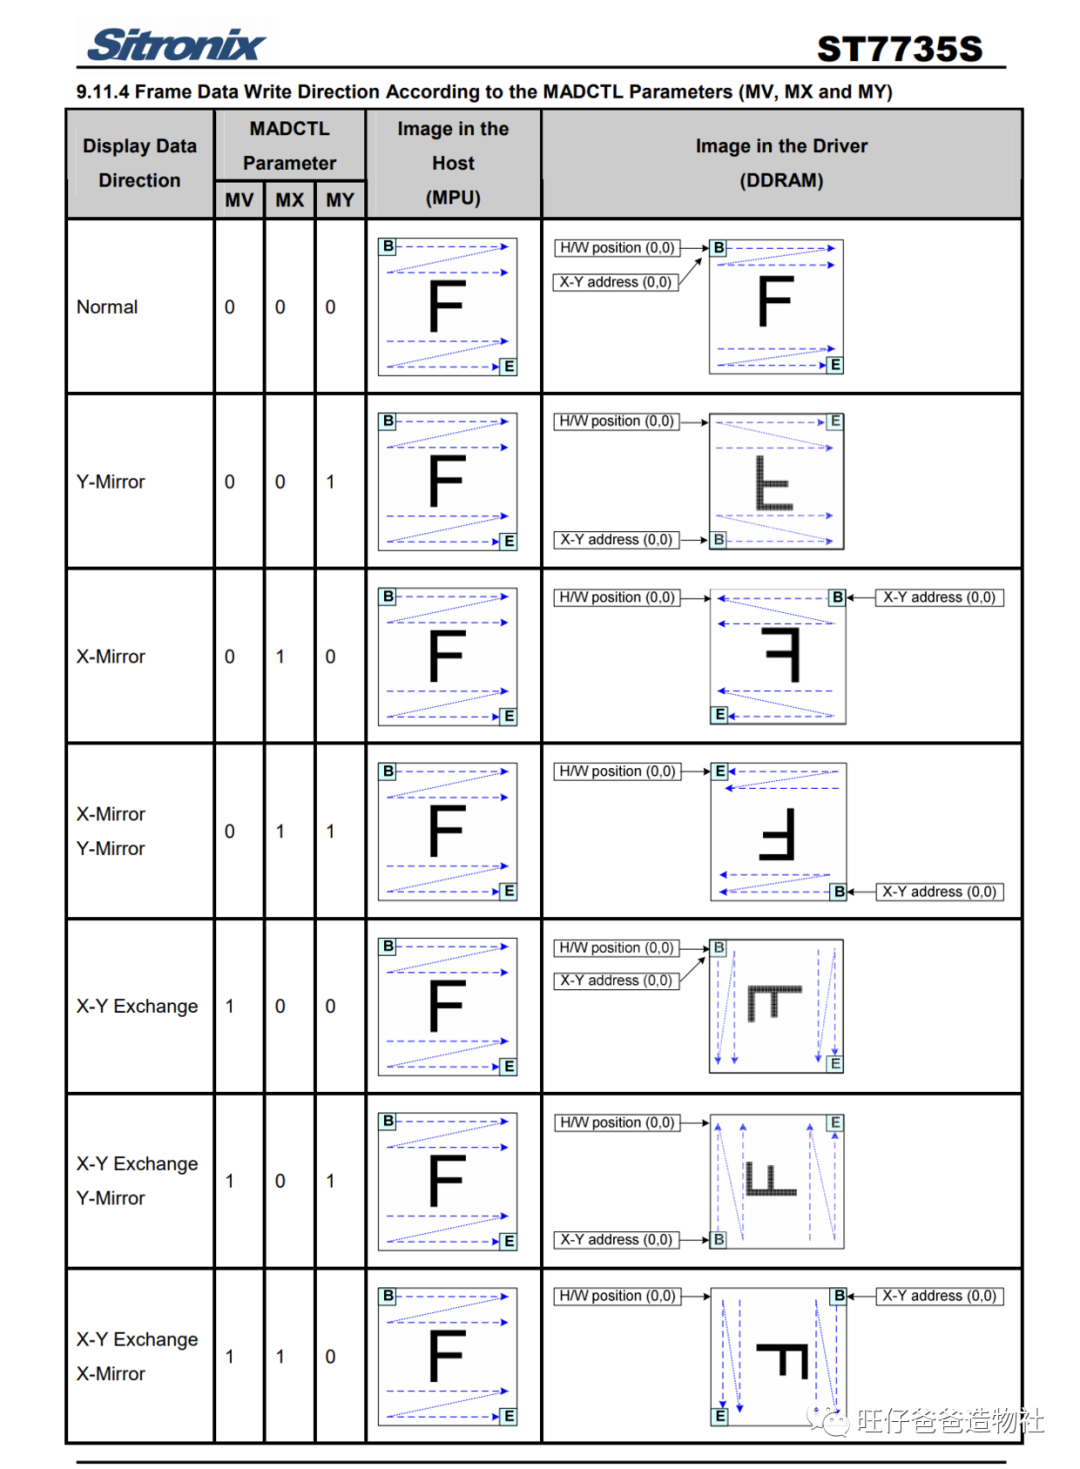 Sitronix
ST7735S
9.11.4 Frame Data Write Direction According to the MADCTL Parameters (MV, MX and MY)
Display Data Direction
MADCTL Parameter
Image in the Host (MPU)
Image in the Driver (DDRAM)
MV MX MY
Normal
0 0 0
B
F
E
H/W position (0,0)
X-Y address (0,0)
B
F
E
Y-Mirror
0 0 1
B
F
E
H/W position (0,0)
X-Y address (0,0)
E
F
B
X-Mirror
0 1 0
B
F
E
H/W position (0,0)
B
X-Y address (0,0)
F
E
X-Mirror
Y-Mirror
0 1 1
B
F
E
H/W position (0,0)
E
F
B
X-Y address (0,0)
X-Y Exchange
1 0 0
B
F
E
H/W position (0,0)
X-Y address (0,0)
B
F
E
X-Y Exchange
Y-Mirror
1 0 1
B
F
E
H/W position (0,0)
X-Y address (0,0)
E
F
B
X-Y Exchange
X-Mirror
1 1 0
B
F
E
H/W position (0,0)
B
X-Y address (0,0)
F
E
旺仔爸爸造物社